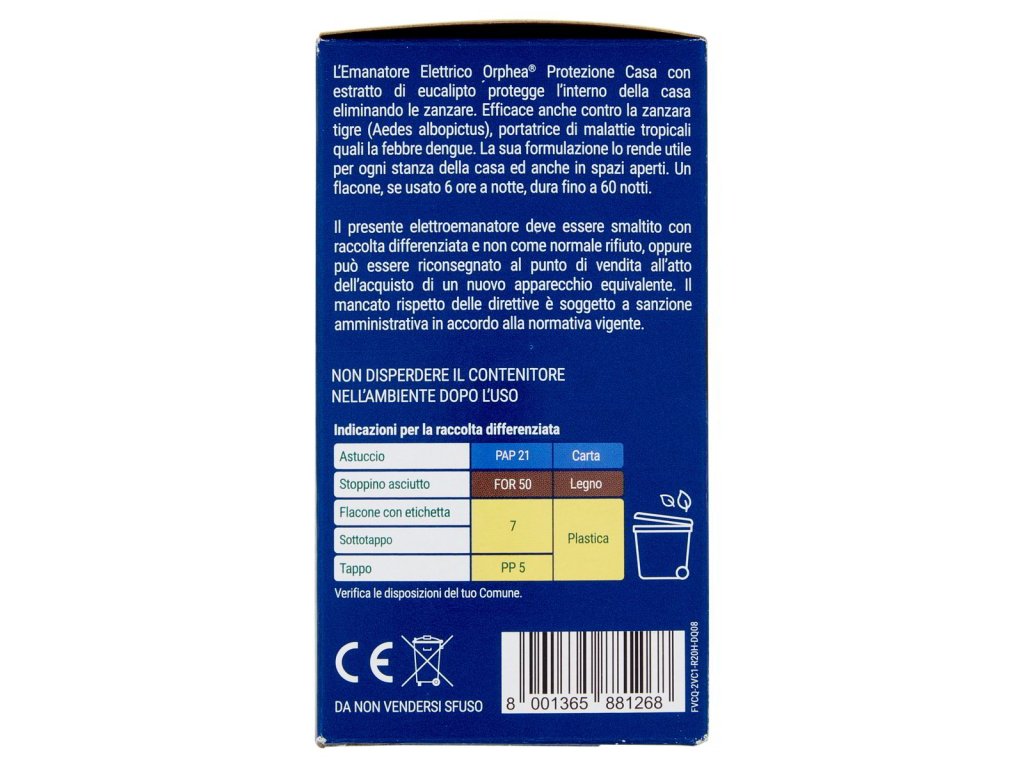 L'Emanatore Elettrico Orphea® Protezione Casa con
estratto di eucalipto protegge l'interno della casa
eliminando le zanzare. Efficace anche contro la zanzara
tigre (Aedes albopictus), portatrice di malattie tropicali
quali la febbre dengue. La sua formulazione lo rende utile
per ogni stanza della casa ed anche in spazi aperti. Un
flacone, se usato 6 ore a notte, dura fino a 60 notti.
Il presente elettroemanatore deve essere smaltito con
raccolta differenziata e non come normale rifiuto, oppure
può essere riconsegnato al punto di vendita all'atto
dell'acquisto di un nuovo apparecchio equivalente. Il
mancato rispetto delle direttive è soggetto a sanzione
amministrativa in accordo alla normativa vigente.
NON DISPERDERE IL CONTENITORE
NELL'AMBIENTE DOPO L'USO
Indicazioni per la raccolta differenziata
Astuccio PAP 21 Carta
Stoppino asciutto FOR 50 Legno
Flacone con etichetta
7
Sottotappo
Plastica
Tappo PP 5
Verifica le disposizioni del tuo Comune.
CE
DA NON VENDERSI SFUSO
8 001365 881268
FVCQ-2VC1-R20H-DQ08